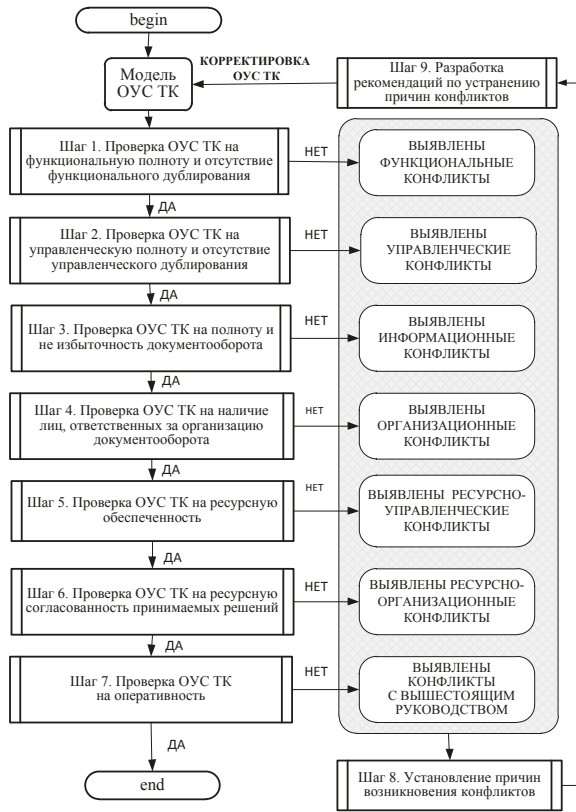 begin
Модель
ОУС ТК
КОРРЕКТИРОВКА
ОУС ТК
Шаг 9. Разработка
рекомендаций по устранению
причин конфликтов
Шаг 1. Проверка ОУС ТК на
функциональную полноту и отсутствие
функционального дублирования
НЕТ
ВЫЯВЛЕНЫ
ФУНКЦИОНАЛЬНЫЕ
КОНФЛИКТЫ
ДА
Шаг 2. Проверка ОУС ТК на
управленческую полноту и отсутствие
управленческого дублирования
НЕТ
ВЫЯВЛЕНЫ
УПРАВЛЕНЧЕСКИЕ
КОНФЛИКТЫ
ДА
Шаг 3. Проверка ОУС ТК на полноту и
не избыточность документооборота
НЕТ
ВЫЯВЛЕНЫ
ИНФОРМАЦИОННЫЕ
КОНФЛИКТЫ
ДА
Шаг 4. Проверка ОУС ТК на наличие
лиц, ответственных за организацию
документооборота
НЕТ
ВЫЯВЛЕНЫ
ОРГАНИЗАЦИОННЫЕ
КОНФЛИКТЫ
ДА
Шаг 5. Проверка ОУС ТК на ресурсную
обеспеченность
НЕТ
ВЫЯВЛЕНЫ РЕСУРСНО-
УПРАВЛЕНЧЕСКИЕ
КОНФЛИКТЫ
ДА
Шаг 6. Проверка ОУС ТК на ресурсную
согласованность принимаемых решений
НЕТ
ВЫЯВЛЕНЫ РЕСУРСНО-
ОРГАНИЗАЦИОННЫЕ
КОНФЛИКТЫ
ДА
Шаг 7. Проверка ОУС ТК
на оперативность
НЕТ
ВЫЯВЛЕНЫ
КОНФЛИКТЫ
С ВЫШЕСТОЯЩИМ
РУКОВОДСТВОМ
ДА
end
Шаг 8. Установление причин
возникновения конфликтов